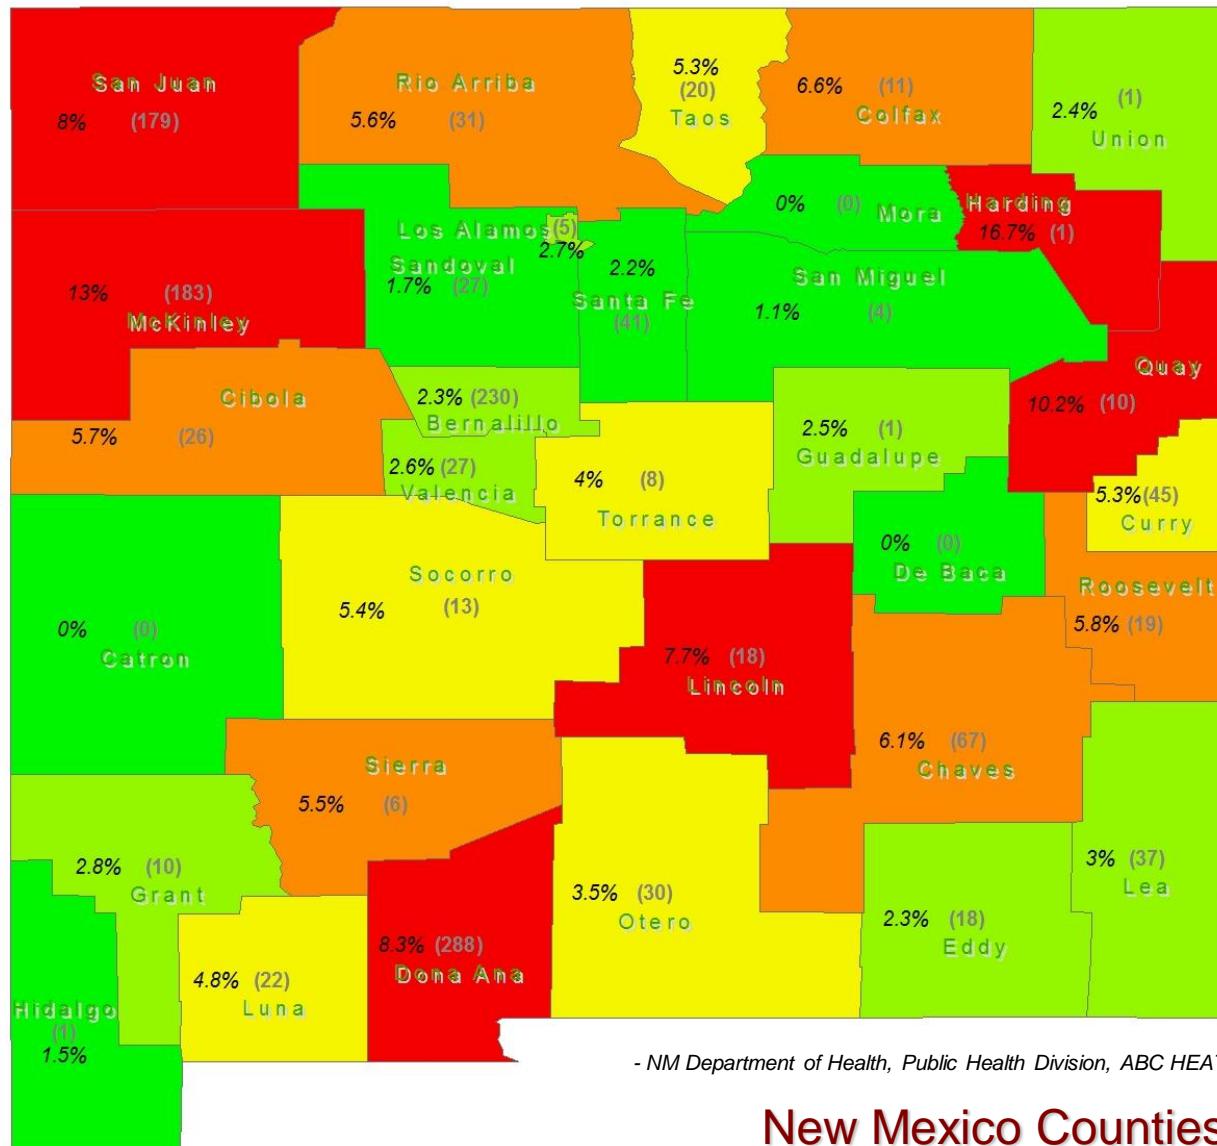 San Juan
8% (179)
Rio Arriba
5.6% (31)
5.3%
(20)
Taos
6.6% (11)
Colfax
(1)
2.4%
Union
0% (0) Mora
Harding
16.7% (1)
Los Alamos (5)
2.7%
Sandoval
1.7% (27)
2.2%
Santa Fe
(41)
San Miguel
1.1% (4)
13% (183)
McKinley
Quay
10.2% (10)
Cibola
5.7% (26)
2.3% (230)
Bernalillo
2.6% (27)
Valencia
2.5% (1)
Guadalupe
4% (8)
Torrance
5.3% (45)
Curry
0% (0)
De Baca
Socorro
5.4% (13)
Roosevelt
5.8% (19)
0% (0)
Catron
7.7% (18)
Lincoln
6.1% (67)
Chaves
Sierra
5.5% (6)
2.8% (10)
Grant
3.5% (30)
Otero
3% (37)
Lea
2.3% (18)
Eddy
8.3% (288)
Dona Ana
4.8% (22)
Luna
Hidalgo
(1)
1.5%
- NM Department of Health, Public Health Division, ABC HEA
New Mexico Counties